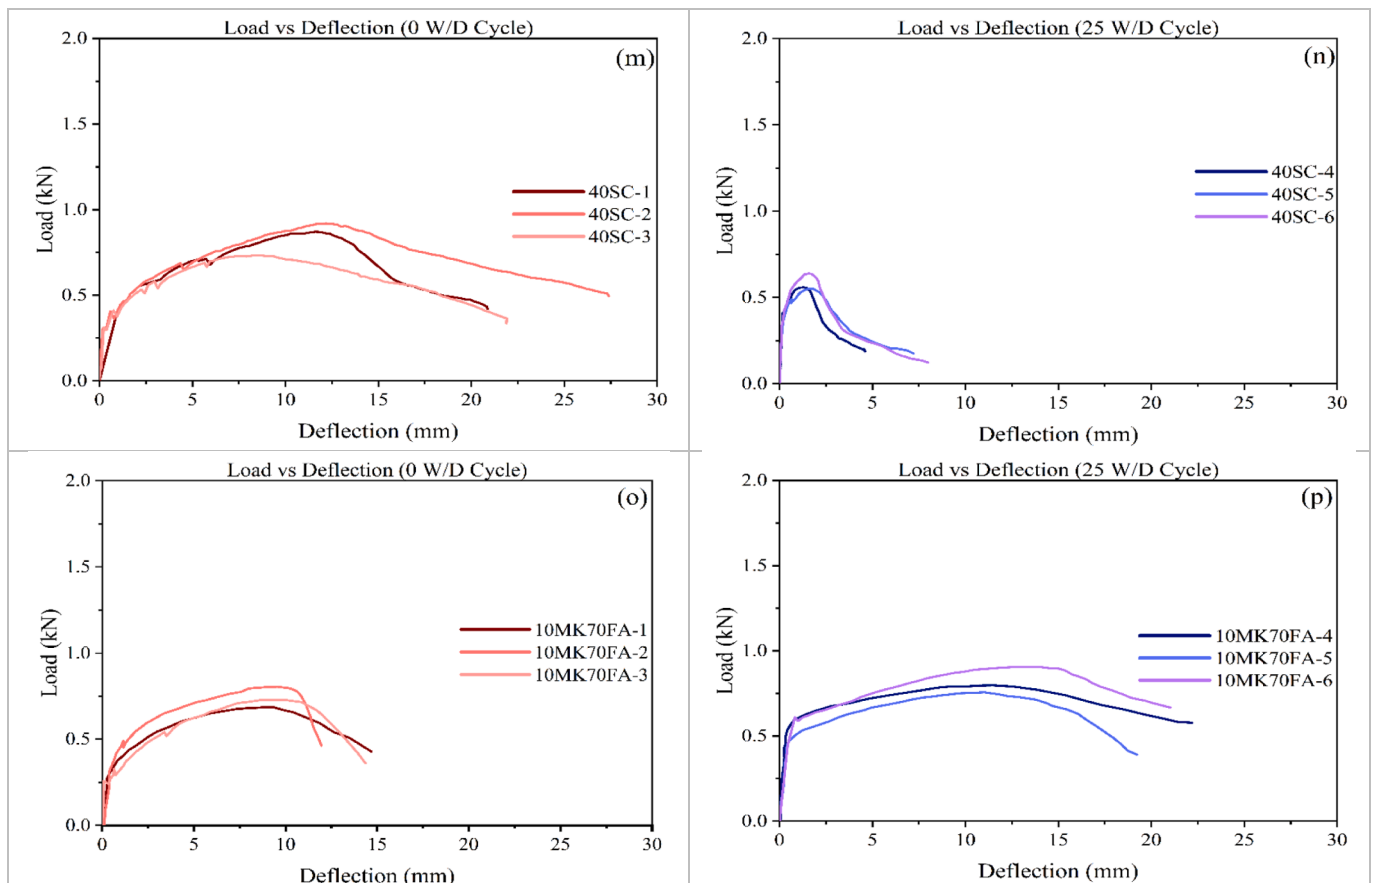 Load vs Deflection (0 W/D Cycle)
(m)
2.0
1.5
1.0
0.5
0.0
Load (kN)
40SC-1
40SC-2
40SC-3
0 5 10 15 20 25 30
Deflection (mm)
Load vs Deflection (25 W/D Cycle)
(n)
2.0
1.5
1.0
0.5
0.0
Load (kN)
40SC-4
40SC-5
40SC-6
0 5 10 15 20 25 30
Deflection (mm)
Load vs Deflection (0 W/D Cycle)
(o)
2.0
1.5
1.0
0.5
0.0
Load (kN)
10MK70FA-1
10MK70FA-2
10MK70FA-3
0 5 10 15 20 25 30
Deflection (mm)
Load vs Deflection (25 W/D Cycle)
(p)
2.0
1.5
1.0
0.5
0.0
Load (kN)
10MK70FA-4
10MK70FA-5
10MK70FA-6
0 5 10 15 20 25 30
Deflection (mm)